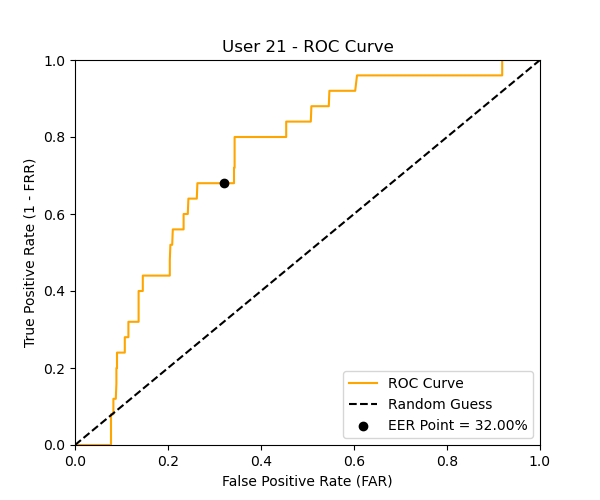 User 21 - ROC Curve
True Positive Rate (1 - FRR)
1.0
0.8
0.6
0.4
0.2
0.0
0.0 0.2 0.4 0.6 0.8 1.0
False Positive Rate (FAR)
ROC Curve
Random Guess
EER Point = 32.00%